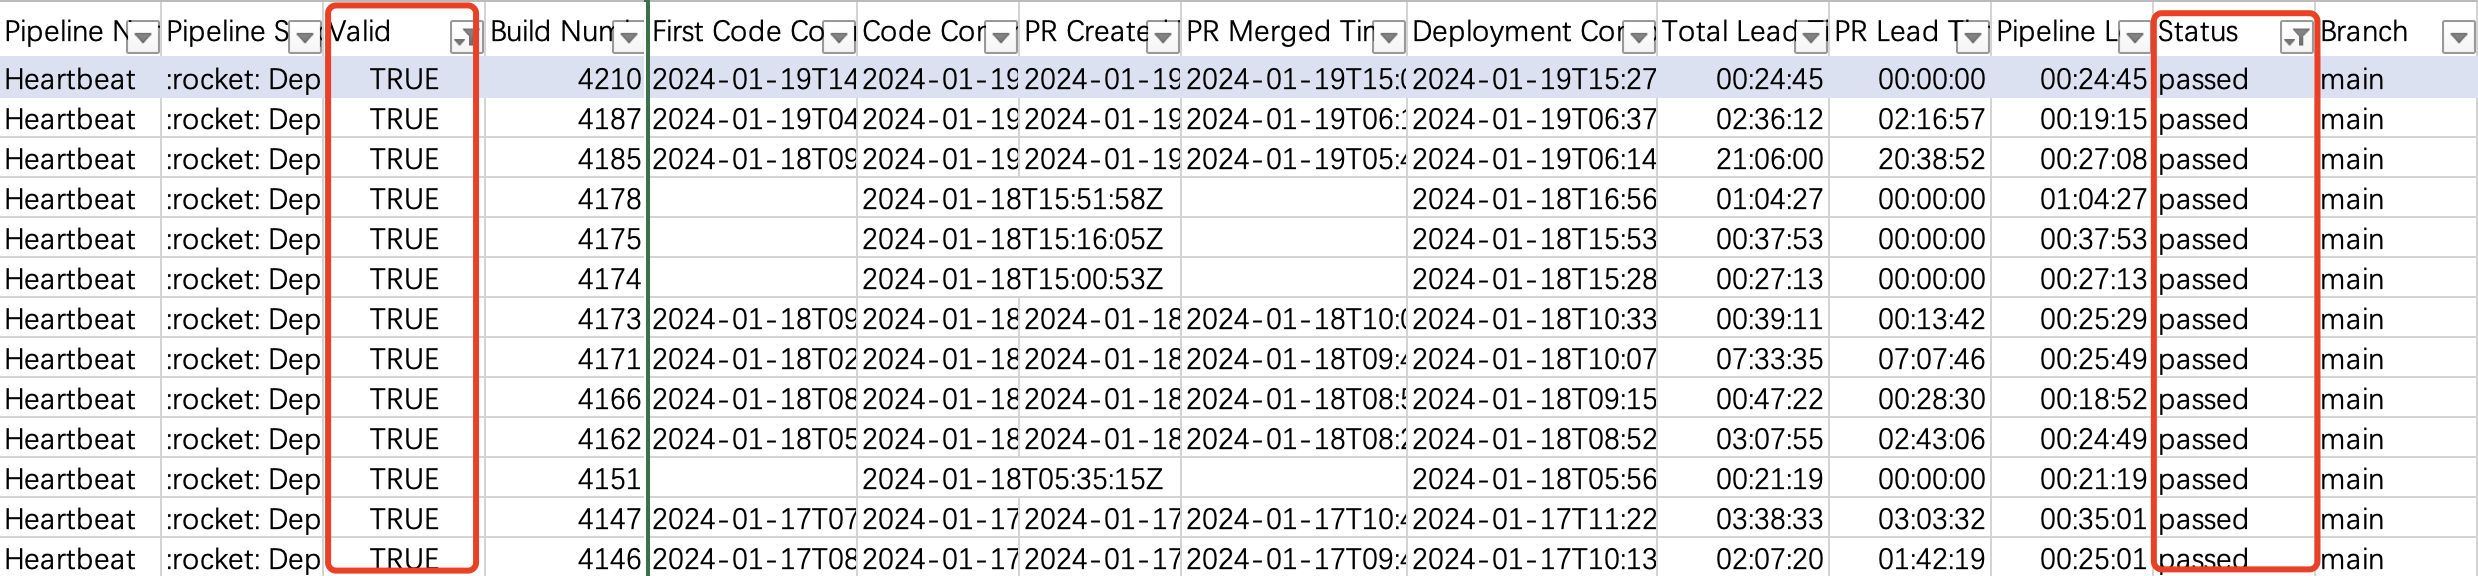 Pipeline N Pipeline S Valid Build Num First Code Co Code Con PR Create PR Merged Tim Deployment Con Total Lead Ti PR Lead T Pipeline L Status Branch
Heartbeat :rocket: Dep TRUE 4210 2024-01-19T14 2024-01-19 2024-01-19 2024-01-19T15:0 2024-01-19T15:27 00:24:45 00:00:00 00:24:45 passed main
Heartbeat :rocket: Dep TRUE 4187 2024-01-19T04 2024-01-19 2024-01-19 2024-01-19T06:1 2024-01-19T06:37 02:36:12 02:16:57 00:19:15 passed main
Heartbeat :rocket: Dep TRUE 4185 2024-01-18T09 2024-01-19 2024-01-19 2024-01-19T05:4 2024-01-19T06:14 21:06:00 20:38:52 00:27:08 passed main
Heartbeat :rocket: Dep TRUE 4178 2024-01-18T15:51:58Z 2024-01-18T16:56 01:04:27 00:00:00 01:04:27 passed main
Heartbeat :rocket: Dep TRUE 4175 2024-01-18T15:16:05Z 2024-01-18T15:53 00:37:53 00:00:00 00:37:53 passed main
Heartbeat :rocket: Dep TRUE 4174 2024-01-18T15:00:53Z 2024-01-18T15:28 00:27:13 00:00:00 00:27:13 passed main
Heartbeat :rocket: Dep TRUE 4173 2024-01-18T09 2024-01-18 2024-01-18 2024-01-18T10:0 2024-01-18T10:33 00:39:11 00:13:42 00:25:29 passed main
Heartbeat :rocket: Dep TRUE 4171 2024-01-18T02 2024-01-18 2024-01-18 2024-01-18T09:4 2024-01-18T10:07 07:33:35 07:07:46 00:25:49 passed main
Heartbeat :rocket: Dep TRUE 4166 2024-01-18T08 2024-01-18 2024-01-18 2024-01-18T08:5 2024-01-18T09:15 00:47:22 00:28:30 00:18:52 passed main
Heartbeat :rocket: Dep TRUE 4162 2024-01-18T05 2024-01-18 2024-01-18 2024-01-18T08:2 2024-01-18T08:52 03:07:55 02:43:06 00:24:49 passed main
Heartbeat :rocket: Dep TRUE 4151 2024-01-18T05:35:15Z 2024-01-18T05:56 00:21:19 00:00:00 00:21:19 passed main
Heartbeat :rocket: Dep TRUE 4147 2024-01-17T07 2024-01-17 2024-01-17 2024-01-17T10:4 2024-01-17T11:22 03:38:33 03:03:32 00:35:01 passed main
Heartbeat :rocket: Dep TRUE 4146 2024-01-17T08 2024-01-17 2024-01-17 2024-01-17T09:4 2024-01-17T10:13 02:07:20 01:42:19 00:25:01 passed main